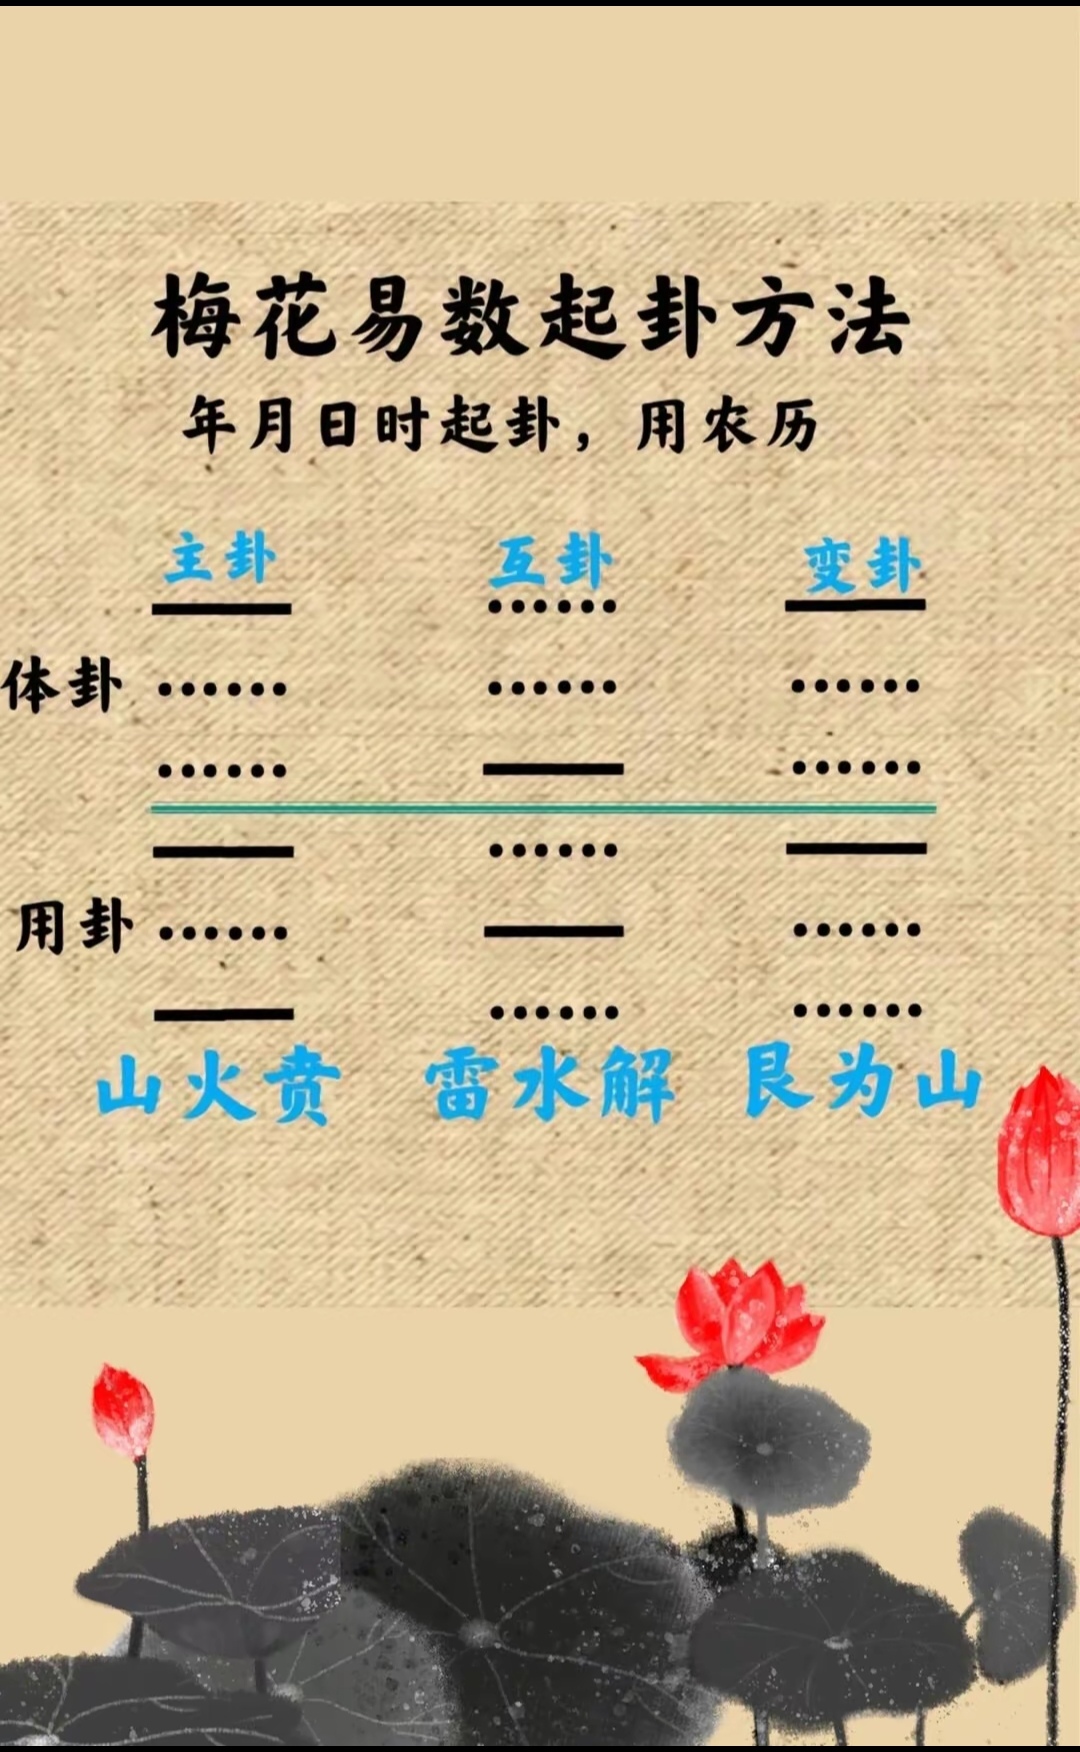 梅花易数起卦方法
年月日时起卦，用农历
主卦 互卦 变卦
体卦
用卦
山火贲 雷水解 艮为山